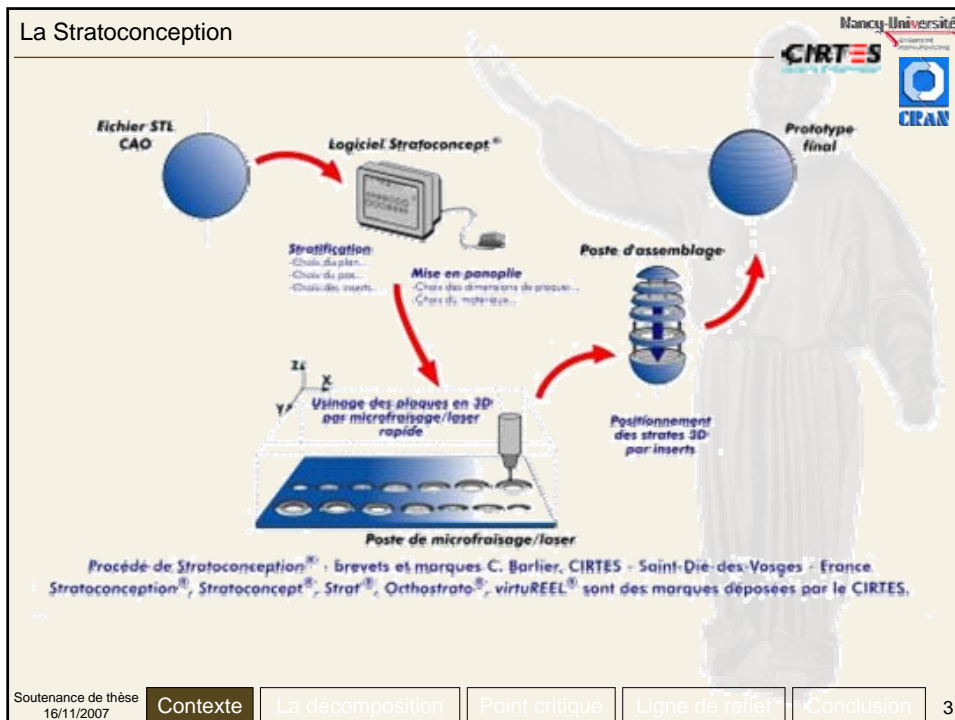 La Stratoconception
Nancy-Université
CIRTES
CRAN
Fichier STL
CAO
Logiciel Stratoconcept®
Prototype
final
Stratification
-Choix du plan...
-Choix du pas...
-Choix des inserts...
Mise en panoplie
-Choix des dimensions de plaques...
-Choix du matériaux...
Poste d'assemblage
Z
X
Y
Usinage des plaques en 3D
par microfraisage/laser
rapide
Positionnement
des strates 3D
par inserts
Poste de microfraisage/laser
Procédé de Stratoconception® : brevets et marques C. Barlier, CIRTES - Saint-Dié-des-Vosges - France
Stratoconception®, Stratoconcept®, Strat®, Orthostrato®, virtuREEL® sont des marques déposées par le CIRTES.
Soutenance de thèse
16/11/2007
Contexte
La décomposition
Point critique
Ligne de reflet
Conclusion
3